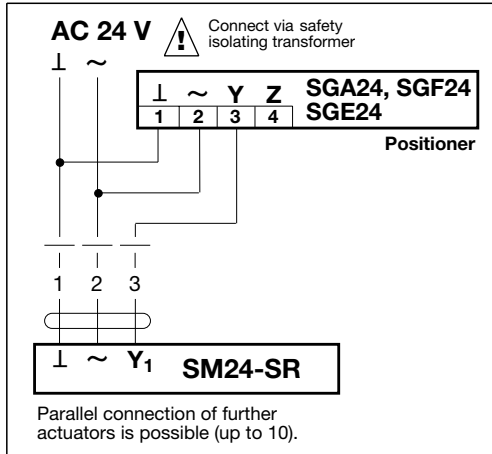 AC 24 V
Connect via safety
isolating transformer
⊥ ~
⊥ ~ Y Z
1 2 3 4
SGA24, SGF24
SGE24
Positioner
1 2 3
⊥ ~ Y₁
SM24-SR
Parallel connection of further
actuators is possible (up to 10).